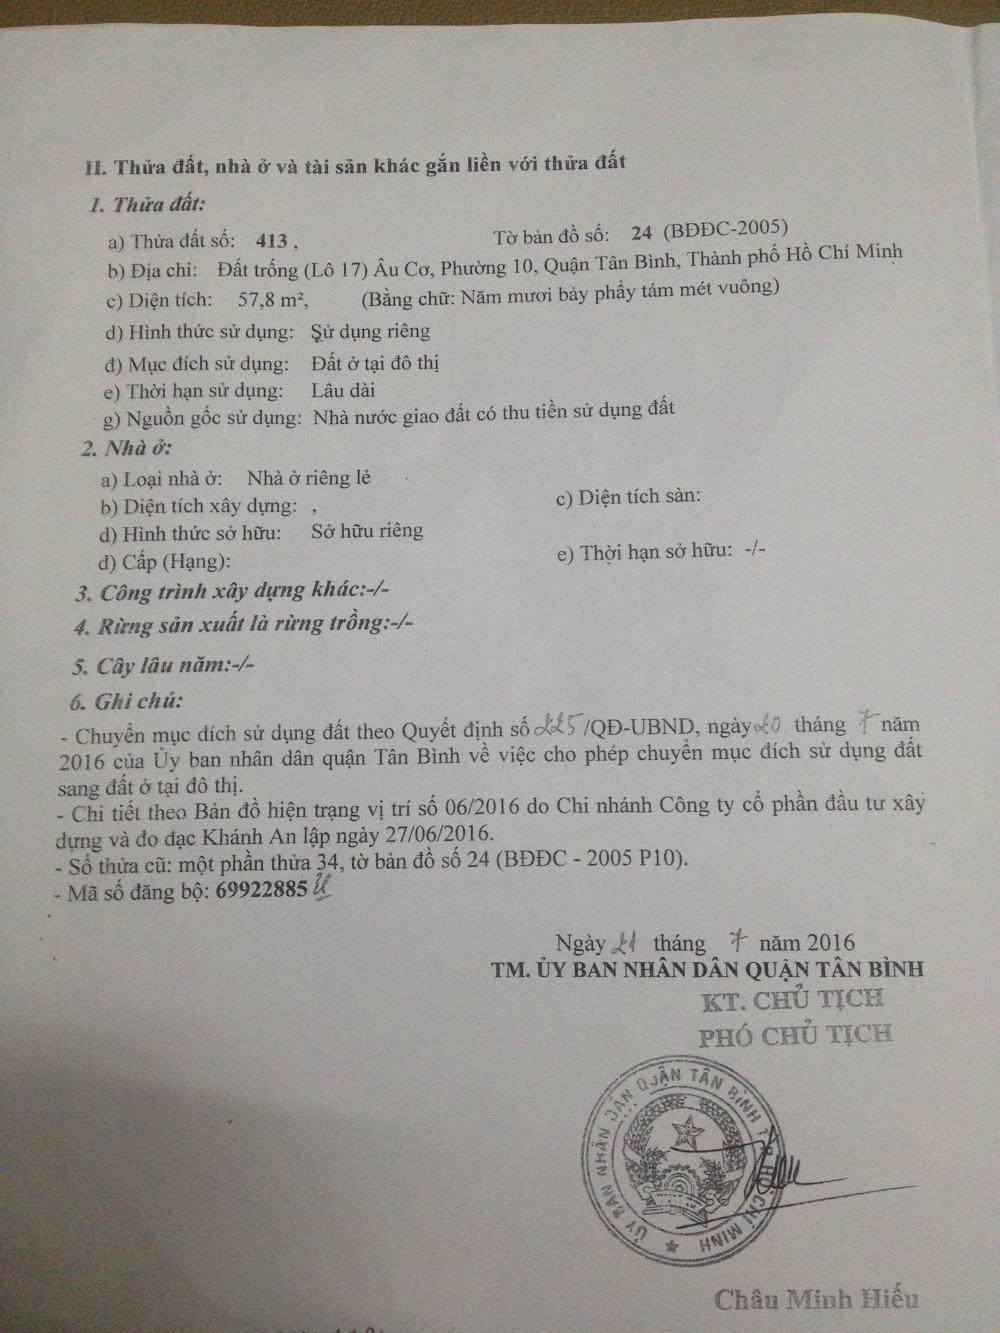 II. Thửa đất, nhà ở và tài sản khác gắn liền với thửa đất
1. Thửa đất:
a) Thửa đất số: 413 , Tờ bản đồ số: 24 (BĐĐC-2005)
b) Địa chỉ: Đất trống (Lô 17) Âu Cơ, Phường 10, Quận Tân Bình, Thành phố Hồ Chí Minh
c) Diện tích: 57,8 m², (Bằng chữ: Năm mươi bảy phẩy tám mét vuông)
d) Hình thức sử dụng: Sử dụng riêng
đ) Mục đích sử dụng: Đất ở tại đô thị
e) Thời hạn sử dụng: Lâu dài
g) Nguồn gốc sử dụng: Nhà nước giao đất có thu tiền sử dụng đất
2. Nhà ở:
a) Loại nhà ở: Nhà ở riêng lẻ
b) Diện tích xây dựng: , c) Diện tích sàn:
d) Hình thức sở hữu: Sở hữu riêng
đ) Cấp (Hạng): e) Thời hạn sở hữu: -/-
3. Công trình xây dựng khác:-/-
4. Rừng sản xuất là rừng trồng:-/-
5. Cây lâu năm:-/-
6. Ghi chú:
- Chuyển mục đích sử dụng đất theo Quyết định số 225/QĐ-UBND, ngày 20 tháng 7 năm
2016 của Ủy ban nhân dân quận Tân Bình về việc cho phép chuyển mục đích sử dụng đất
sang đất ở tại đô thị.
- Chi tiết theo Bản đồ hiện trạng vị trí số 06/2016 do Chi nhánh Công ty cổ phần đầu tư xây
dựng và đo đạc Khánh An lập ngày 27/06/2016.
- Số thửa cũ: một phần thửa 34, tờ bản đồ số 24 (BĐĐC - 2005 P10).
- Mã số đăng bộ: 69922885
Ngày 21 tháng 7 năm 2016
TM. ỦY BAN NHÂN DÂN QUẬN TÂN BÌNH
KT. CHỦ TỊCH
PHÓ CHỦ TỊCH
ỦY BAN NHÂN DÂN QUẬN TÂN BÌNH T.P HỒ CHÍ MINH
Châu Minh Hiếu